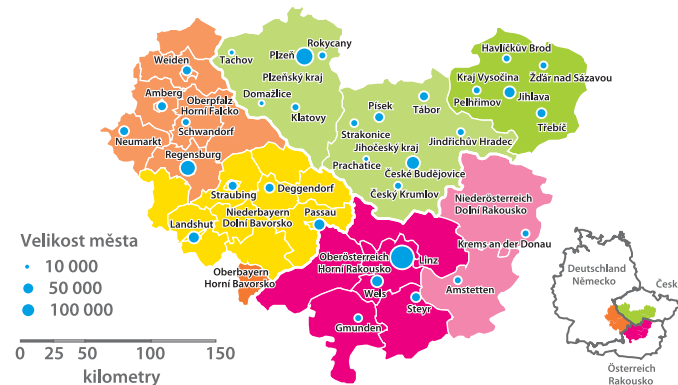 Weiden
Amberg
Oberpfalz
Horní Falcko
Schwandorf
Neumarkt
Regensburg
Tachov
Plzeň
Rokycany
Plzeňský kraj
Domažlice
Klatovy
Havlíčkův Brod
Kraj Vysočina
Žďár nad Sázavou
Pelhřimov
Jihlava
Třebíč
Písek
Tábor
Strakonice
Jihočeský kraj
Jindřichův Hradec
Prachatice
České Budějovice
Český Krumlov
Straubing
Deggendorf
Niederbayern
Dolní Bavorsko
Passau
Landshut
Oberbayern
Horní Bavorsko
Niederösterreich
Dolní Rakousko
Krems an der Donau
Oberösterreich
Horní Rakousko
Linz
Wels
Steyr
Amstetten
Gmunden
Velikost města
10 000
50 000
100 000
0 25 50 100 150
kilometry
Deutschland
Německo
Česk
Österreich
Rakousko